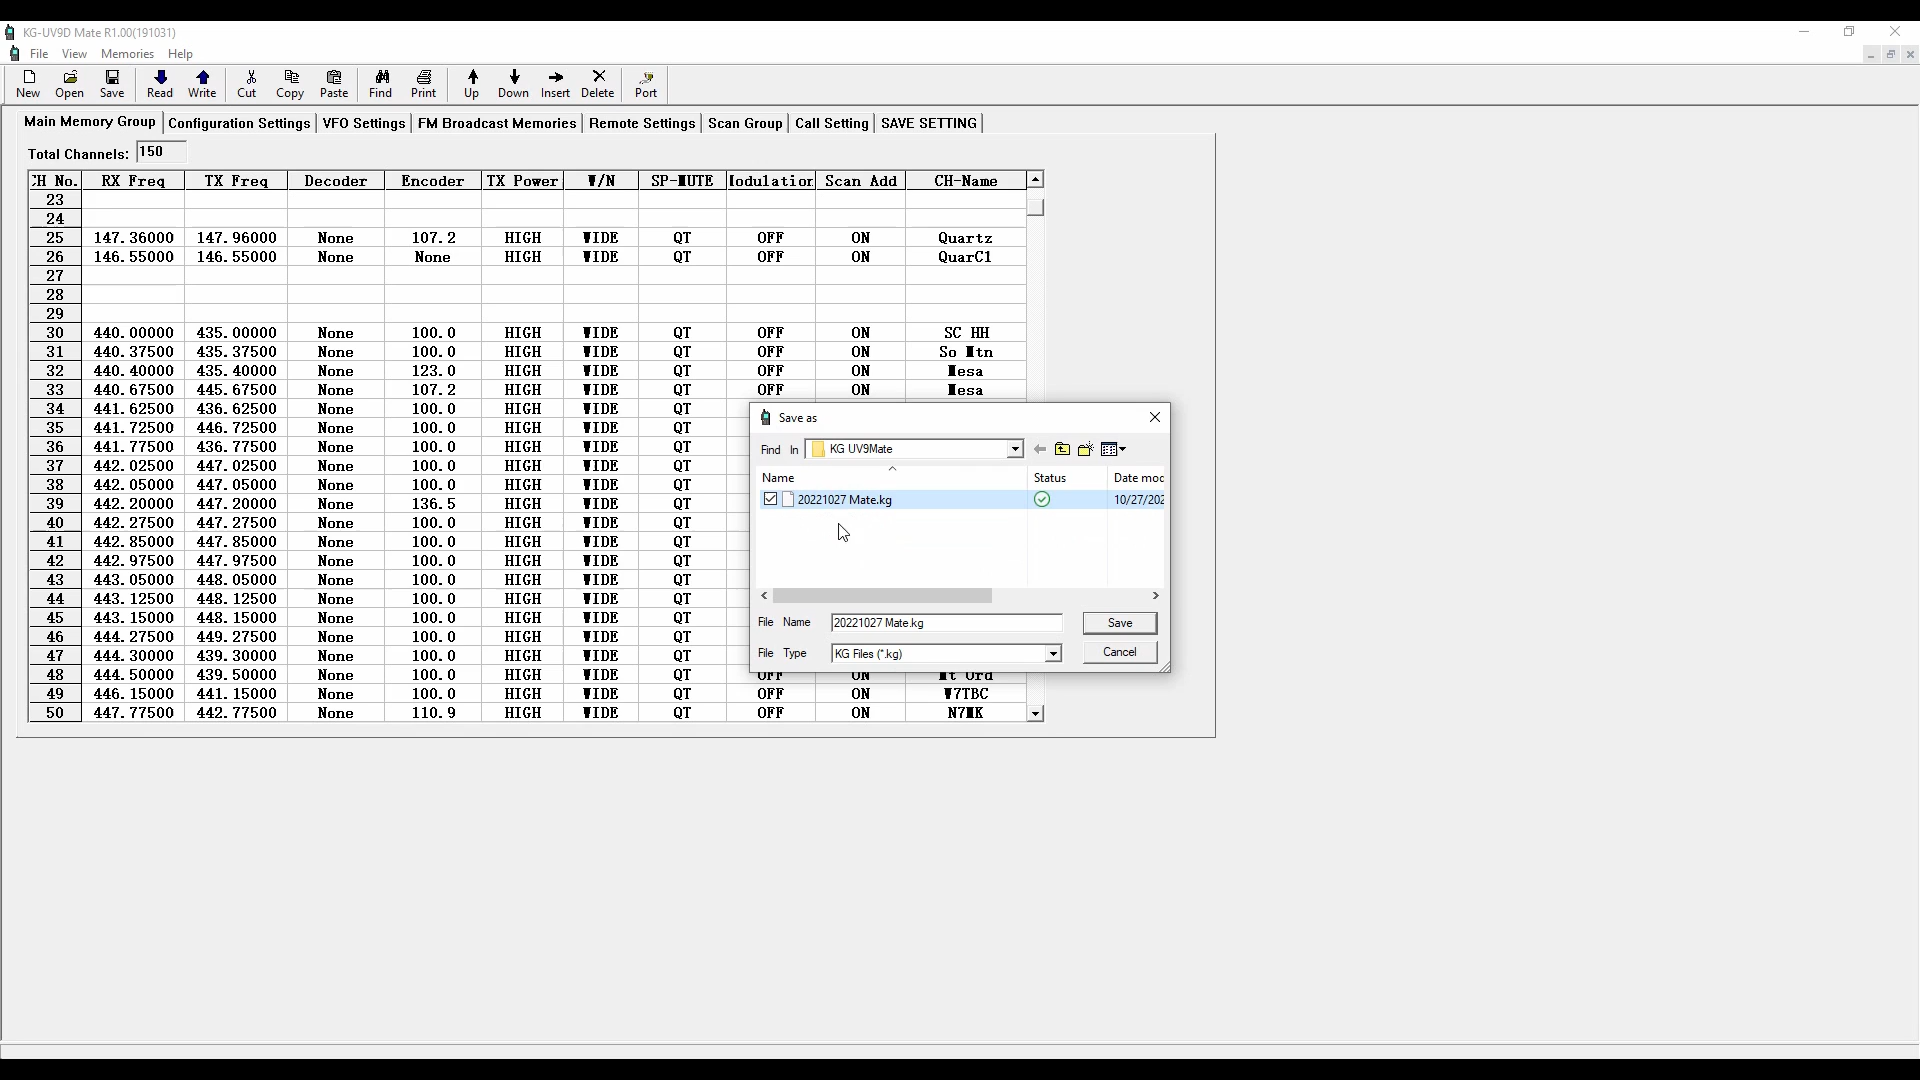 KG-UV9D Mate R1.00(191031)
File View Memories Help
New Open Save Read Write Cut Copy Paste Find Print Up Down Insert Delete Port
Main Memory Group Configuration Settings VFO Settings FM Broadcast Memories Remote Settings Scan Group Call Setting SAVE SETTING
Total Channels: 150
CH No. RX Freq TX Freq Decoder Encoder TX Power W/N SP-MUTE Modulation Scan Add CH-Name
23
24
25 147.36000 147.96000 None 107.2 HIGH WIDE QT OFF ON Quartz
26 146.55000 146.55000 None None HIGH WIDE QT OFF ON QuarC1
27
28
29
30 440.00000 435.00000 None 100.0 HIGH WIDE QT OFF ON SC HH
31 440.37500 435.37500 None 100.0 HIGH WIDE QT OFF ON So Mtn
32 440.40000 435.40000 None 123.0 HIGH WIDE QT OFF ON Mesa
33 440.67500 445.67500 None 107.2 HIGH WIDE QT OFF ON Mesa
34 441.62500 436.62500 None 100.0 HIGH WIDE QT
35 441.72500 446.72500 None 100.0 HIGH WIDE QT
36 441.77500 436.77500 None 100.0 HIGH WIDE QT
37 442.02500 447.02500 None 100.0 HIGH WIDE QT
38 442.05000 447.05000 None 100.0 HIGH WIDE QT
39 442.20000 447.20000 None 136.5 HIGH WIDE QT
40 442.27500 447.27500 None 100.0 HIGH WIDE QT
41 442.85000 447.85000 None 100.0 HIGH WIDE QT
42 442.97500 447.97500 None 100.0 HIGH WIDE QT
43 443.05000 448.05000 None 100.0 HIGH WIDE QT
44 443.12500 448.12500 None 100.0 HIGH WIDE QT
45 443.15000 448.15000 None 100.0 HIGH WIDE QT
46 444.27500 449.27500 None 100.0 HIGH WIDE QT
47 444.30000 439.30000 None 100.0 HIGH WIDE QT
48 444.50000 439.50000 None 100.0 HIGH WIDE QT OFF ON Mt Ord
49 446.15000 441.15000 None 100.0 HIGH WIDE QT OFF ON W7TBC
50 447.77500 442.77500 None 110.9 HIGH WIDE QT OFF ON N7MK
Save as
Find In KG UV9Mate
Name Status Date mod
20221027 Mate.kg 10/27/202
File Name 20221027 Mate.kg Save
File Type KG Files (*.kg) Cancel